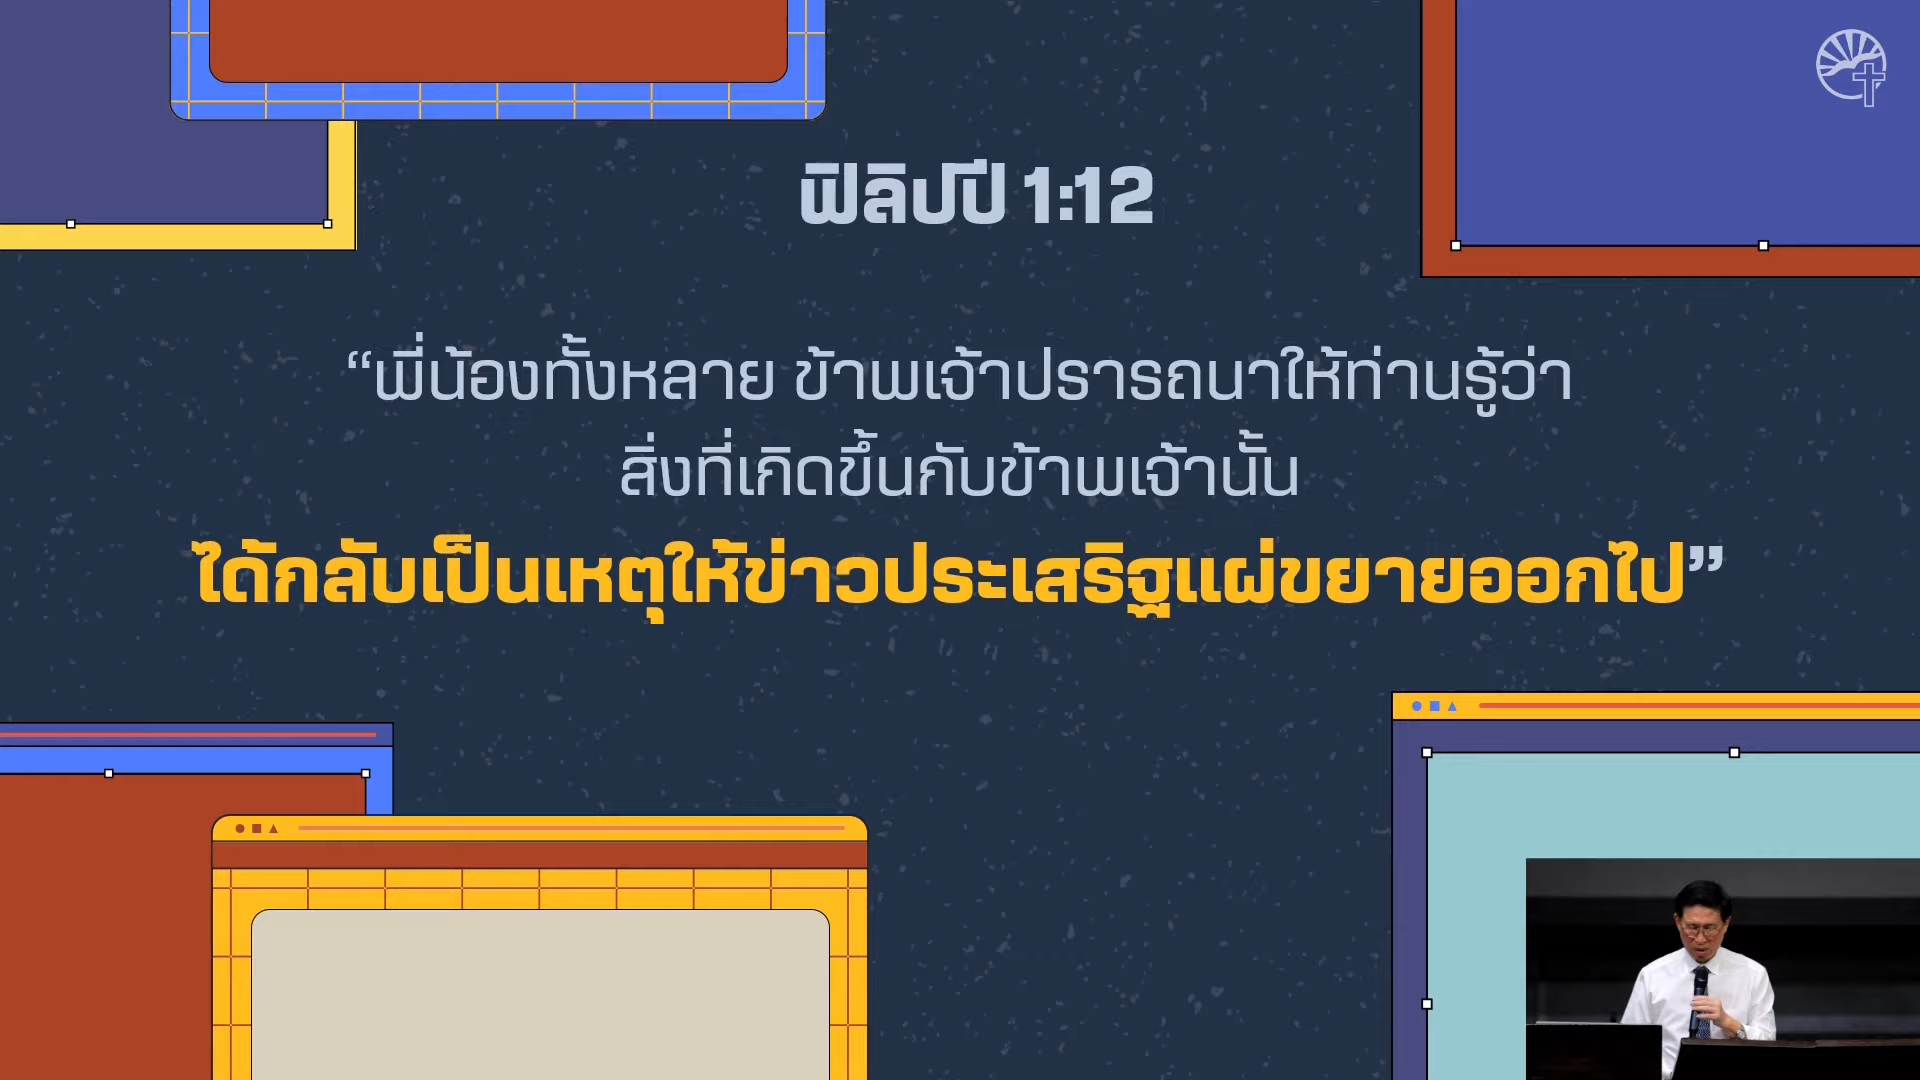 ฟิลิปปี 1:12
“พี่น้องทั้งหลาย ข้าพเจ้าปรารถนาให้ท่านรู้ว่า
สิ่งที่เกิดขึ้นกับข้าพเจ้านั้น
ได้กลับเป็นเหตุให้ข่าวประเสริฐแผ่ขยายออกไป”